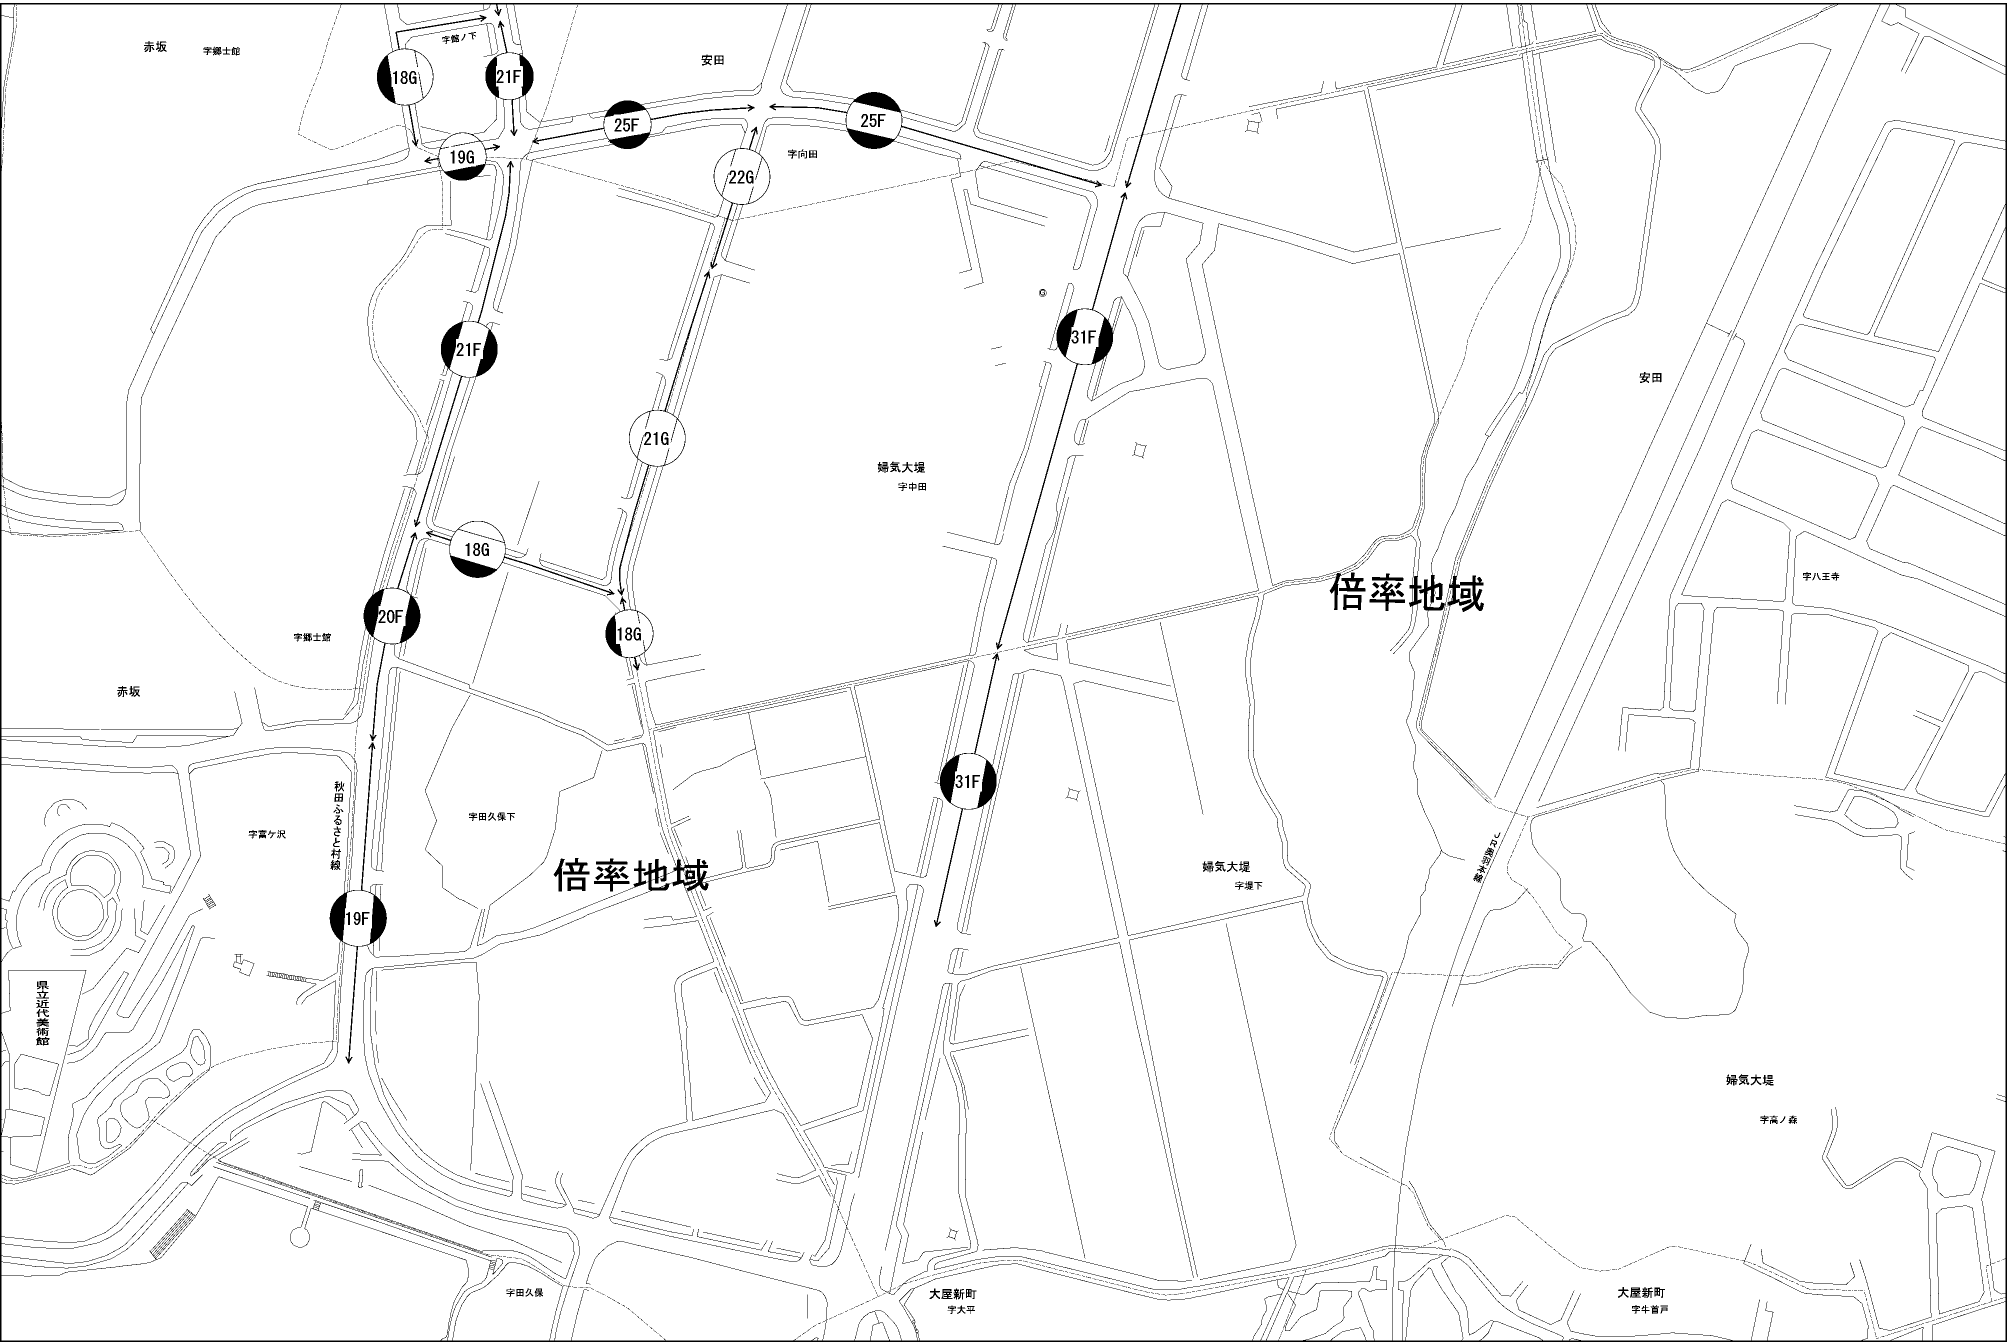 赤坂
字郷士館
字館ノ下
安田
18G
21F
25F
25F
19G
字向田
22G
31F
21F
安田
21G
婦気大堤
字中田
18G
字八王寺
倍率地域
20F
18G
字郷士館
赤坂
31F
秋田ふるさと村線
字田久保下
字富ケ沢
倍率地域
婦気大堤
字堤下
JR奥羽本線
19F
県立近代美術館
婦気大堤
字高ノ森
字田久保
大屋新町
字大平
大屋新町
字牛首戸